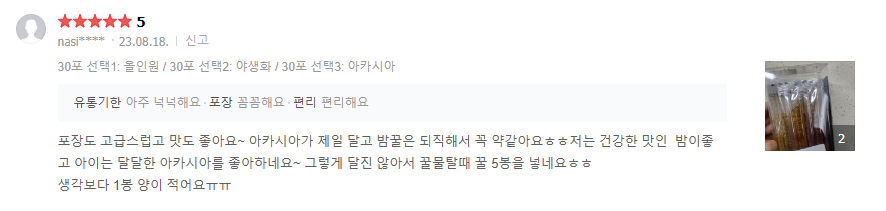 ★★★★★ 5
nasi**** · 23.08.18. | 신고
30포 선택1: 올인원 / 30포 선택2: 야생화 / 30포 선택3: 아카시아
유통기한 아주 넉넉해요 · 포장 꼼꼼해요 · 편리 편리해요
포장도 고급스럽고 맛도 좋아요~ 아카시아가 제일 달고 밤꿀은 되직해서 꼭 약같아요ㅎㅎ저는 건강한 맛인  밤이좋
고 아이는 달달한 아카시아를 좋아하네요~ 그렇게 달진 않아서 꿀물탈때 꿀 5봉을 넣네요ㅎㅎ
생각보다 1봉 양이 적어요ㅠㅠ
2